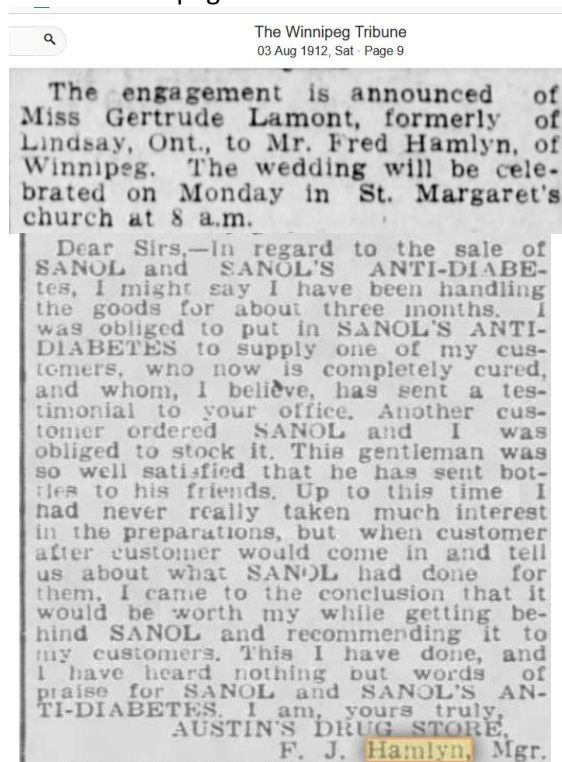 The Winnipeg Tribune
03 Aug 1912, Sat · Page 9
The engagement is announced of
Miss Gertrude Lamont, formerly of
Lindsay, Ont., to Mr. Fred Hamlyn, of
Winnipeg. The wedding will be cele-
brated on Monday in St. Margaret's
church at 8 a.m.
Dear Sirs,—In regard to the sale of
SANOL and SANOL'S ANTI-DIABE-
tes, I might say I have been handling
the goods for about three months. I
was obliged to put in SANOL'S ANTI-
DIABETES to supply one of my cus-
tomers, who now is completely cured,
and whom, I believe, has sent a tes-
timonial to your office. Another cus-
tomer ordered SANOL and I was
obliged to stock it. This gentleman was
so well satisfied that he has sent bot-
tles to his friends. Up to this time I
had never really taken much interest
in the preparations, but when customer
after customer would come in and tell
us about what SANOL had done for
them, I came to the conclusion that it
would be worth my while getting be-
hind SANOL and recommending it to
my customers. This I have done, and
I have heard nothing but words of
praise for SANOL and SANOL'S AN-
TI-DIABETES. I am, yours truly,
AUSTIN'S DRUG STORE,
F. J. Hamlyn, Mgr.